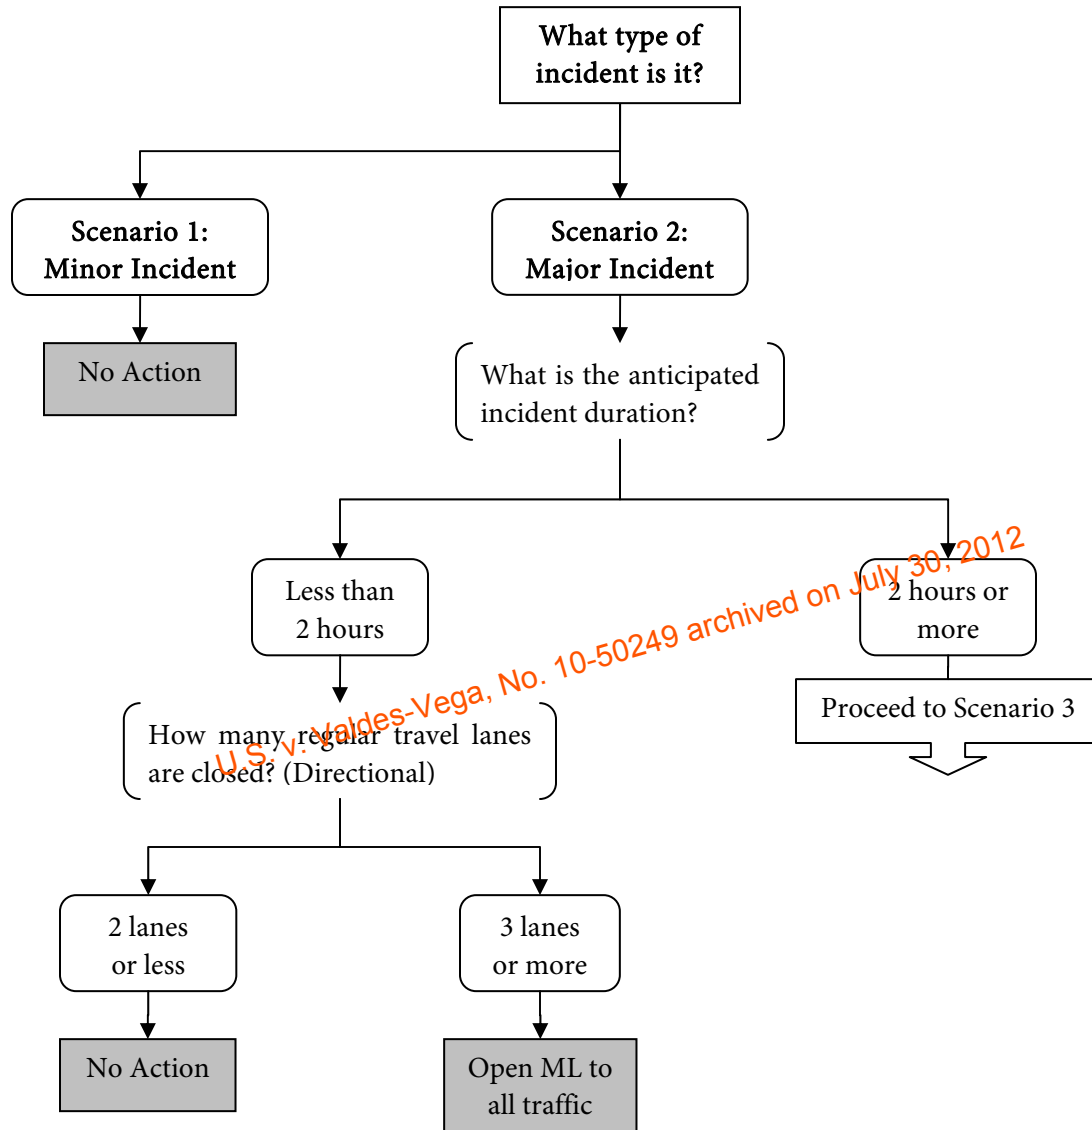 What type of
incident is it?
Scenario 1:
Minor Incident
Scenario 2:
Major Incident
No Action
What is the anticipated
incident duration?
Less than
2 hours
2 hours or
more
U.S. v. Valdes-Vega, No. 10-50249 archived on July 30, 2012
How many regular travel lanes
are closed? (Directional)
Proceed to Scenario 3
2 lanes
or less
3 lanes
or more
No Action
Open ML to
all traffic